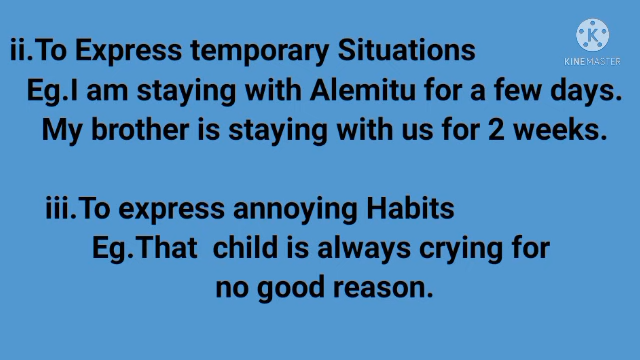 ii.To Express temporary Situations
Eg.I am staying with Alemitu for a few days.
My brother is staying with us for 2 weeks.
iii.To express annoying Habits
Eg.That child is always crying for
no good reason.
K
KINEMASTER